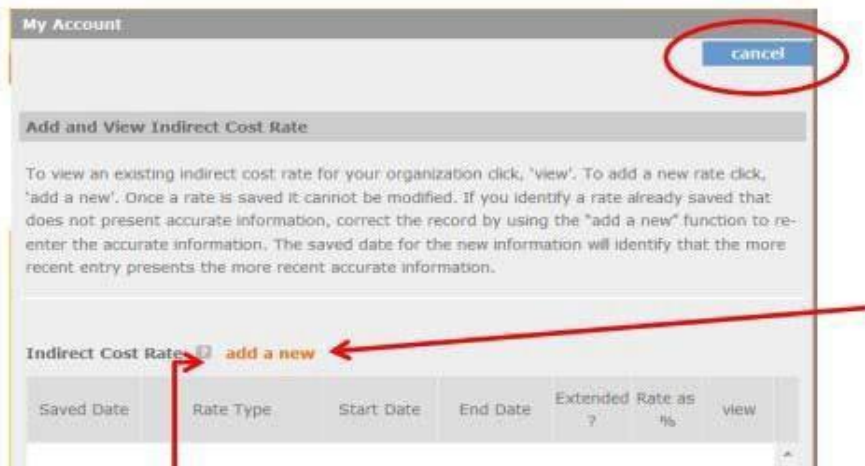 My Account
cancel
Add and View Indirect Cost Rate
To view an existing indirect cost rate for your organization click, 'view'. To add a new rate click,
'add a new'. Once a rate is saved it cannot be modified. If you identify a rate already saved that
does not present accurate information, correct the record by using the "add a new" function to re-
enter the accurate information. The saved date for the new information will identify that the more
recent entry presents the more recent accurate information.
Indirect Cost Rate: ? add a new
Saved Date Rate Type Start Date End Date Extended ? Rate as % view